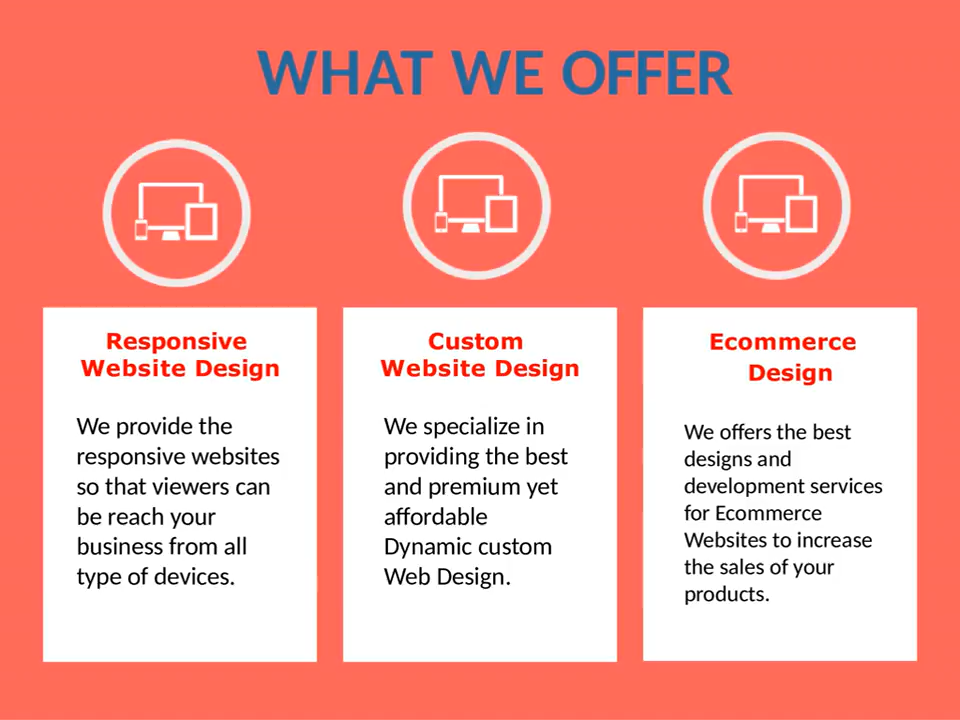 WHAT WE OFFER
Responsive
Website Design
We provide the
responsive websites
so that viewers can
be reach your
business from all
type of devices.
Custom
Website Design
We specialize in
providing the best
and premium yet
affordable
Dynamic custom
Web Design.
Ecommerce
Design
We offers the best
designs and
development services
for Ecommerce
Websites to increase
the sales of your
products.